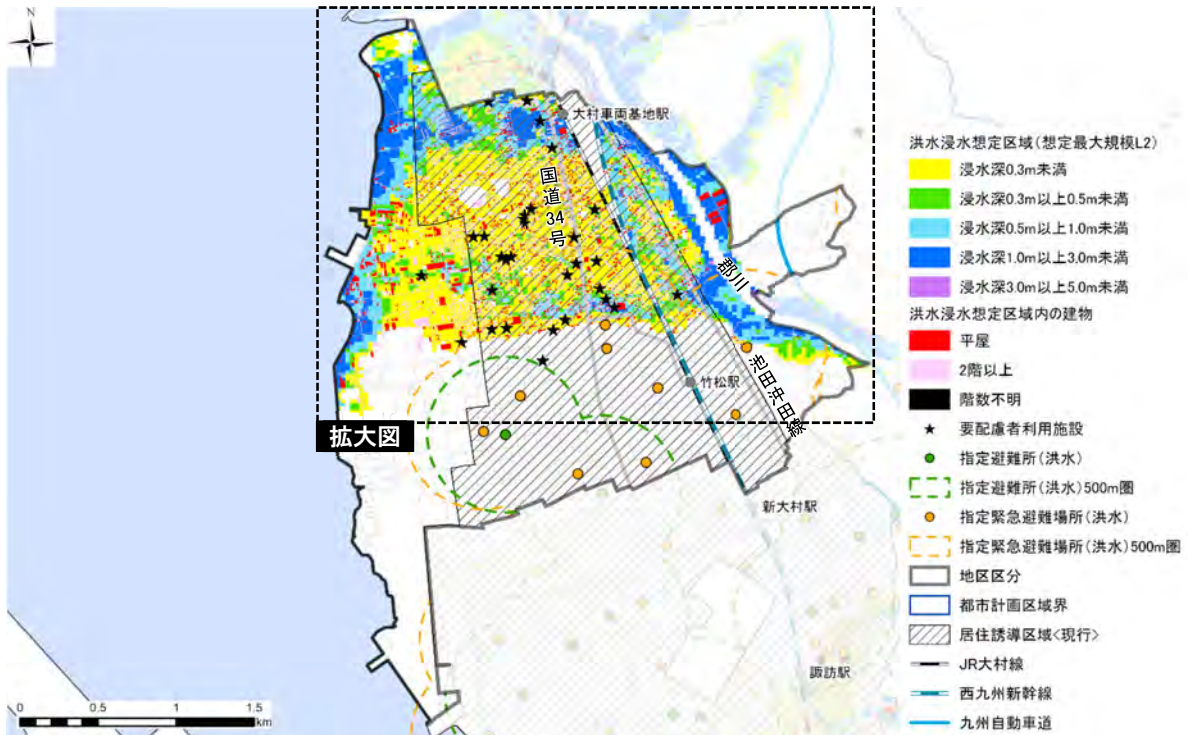 N
大村車両基地駅
国道34号
郡川
竹松駅
池田沖田線
拡大図
新大村駅
諏訪駅
0 0.5 1 1.5
km
洪水浸水想定区域(想定最大規模L2)
浸水深0.3m未満
浸水深0.3m以上0.5m未満
浸水深0.5m以上1.0m未満
浸水深1.0m以上3.0m未満
浸水深3.0m以上5.0m未満
洪水浸水想定区域内の建物
平屋
2階以上
階数不明
要配慮者利用施設
指定避難所(洪水)
指定避難所(洪水)500m圏
指定緊急避難場所(洪水)
指定緊急避難場所(洪水)500m圏
地区区分
都市計画区域界
居住誘導区域<現行>
JR大村線
西九州新幹線
九州自動車道